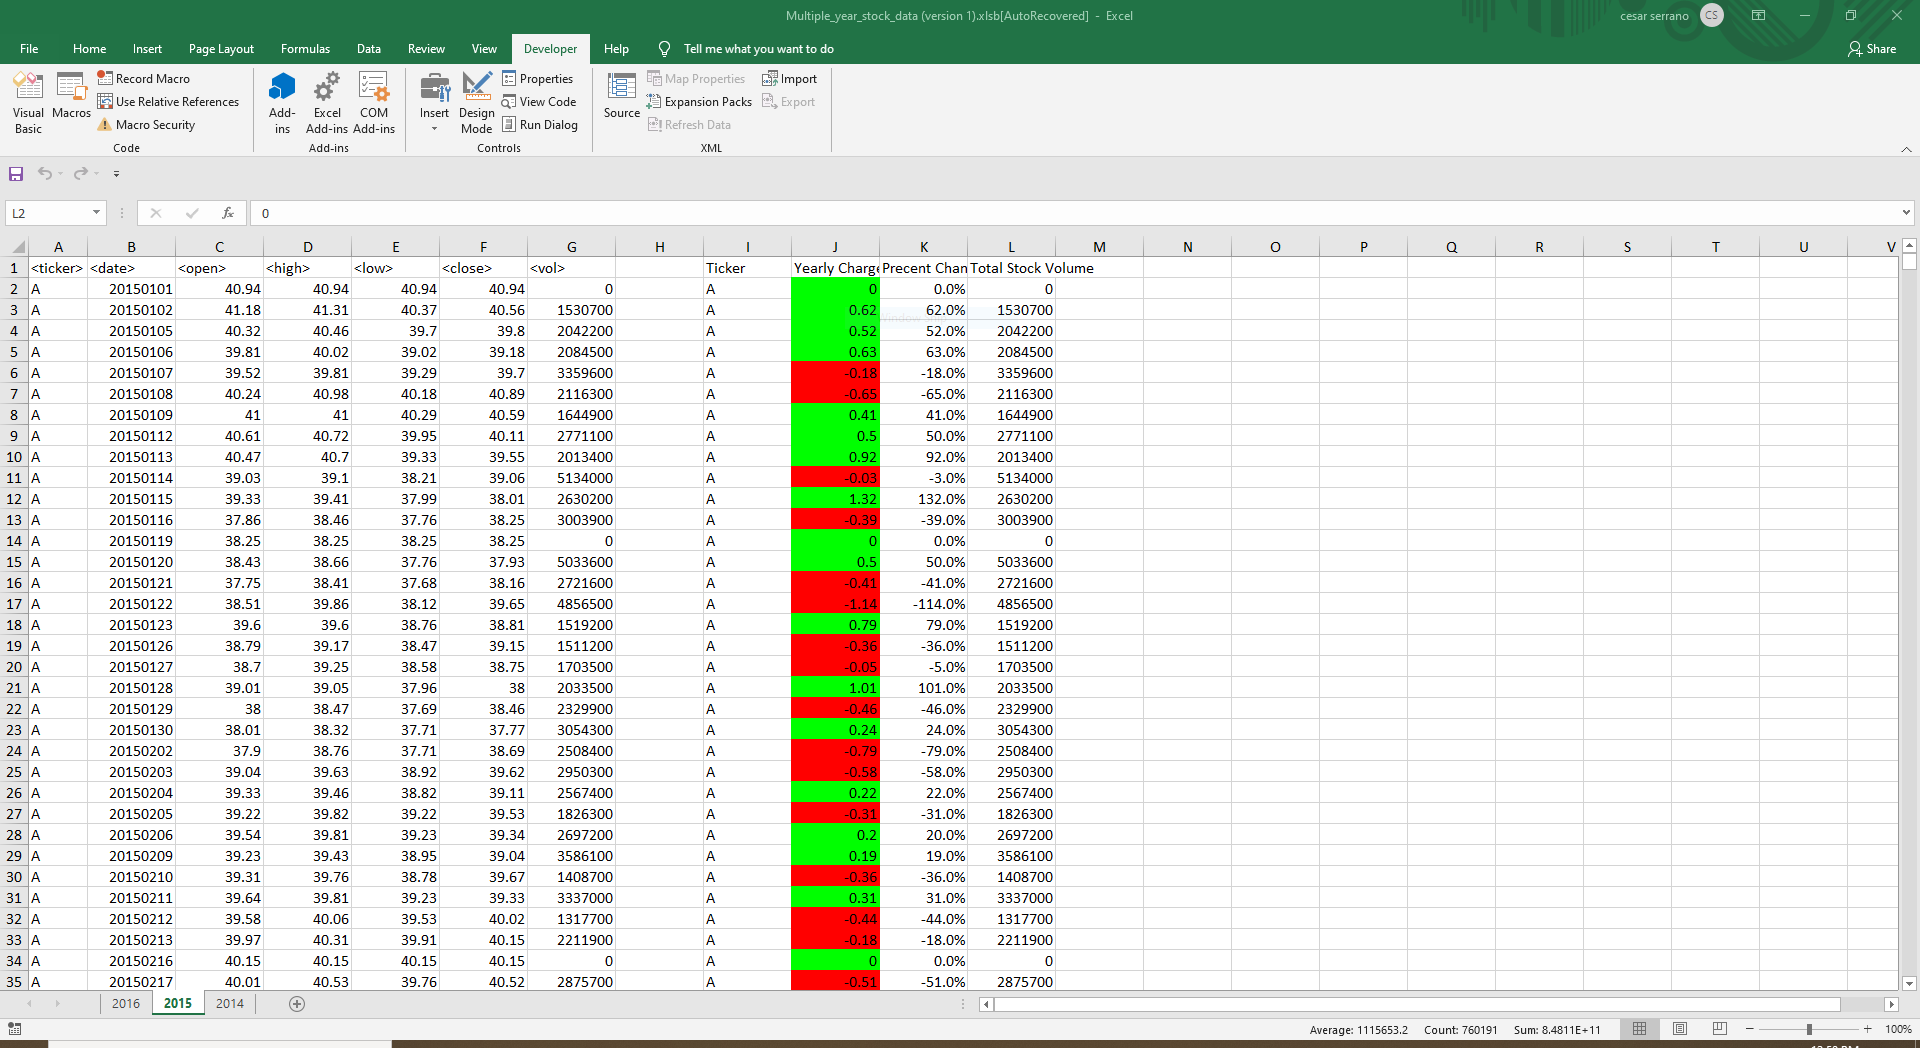 Multiple_year_stock_data (version 1).xlsb[AutoRecovered] - Excel
cesar serrano CS
File Home Insert Page Layout Formulas Data Review View Developer Help Tell me what you want to do Share
Visual Basic
Macros
Record Macro
Use Relative References
Macro Security
Code
Add-ins
Excel Add-ins
COM Add-ins
Add-ins
Insert
Design Mode
Properties
View Code
Run Dialog
Controls
Source
Map Properties
Expansion Packs
Refresh Data
Import
Export
XML
L2 fx 0
A B C D E F G H I J K L M N O P Q R S T U V
1 <ticker> <date> <open> <high> <low> <close> <vol> Ticker Yearly Charge Precent Chan Total Stock Volume
2 A 20150101 40.94 40.94 40.94 40.94 0 A 0 0.0% 0
3 A 20150102 41.18 41.31 40.37 40.56 1530700 A 0.62 62.0% 1530700
4 A 20150105 40.32 40.46 39.7 39.8 2042200 A 0.52 52.0% 2042200
5 A 20150106 39.81 40.02 39.02 39.18 2084500 A 0.63 63.0% 2084500
6 A 20150107 39.52 39.81 39.29 39.7 3359600 A -0.18 -18.0% 3359600
7 A 20150108 40.24 40.98 40.18 40.89 2116300 A -0.65 -65.0% 2116300
8 A 20150109 41 41 40.29 40.59 1644900 A 0.41 41.0% 1644900
9 A 20150112 40.61 40.72 39.95 40.11 2771100 A 0.5 50.0% 2771100
10 A 20150113 40.47 40.7 39.33 39.55 2013400 A 0.92 92.0% 2013400
11 A 20150114 39.03 39.1 38.21 39.06 5134000 A -0.03 -3.0% 5134000
12 A 20150115 39.33 39.41 37.99 38.01 2630200 A 1.32 132.0% 2630200
13 A 20150116 37.86 38.46 37.76 38.25 3003900 A -0.39 -39.0% 3003900
14 A 20150119 38.25 38.25 38.25 38.25 0 A 0 0.0% 0
15 A 20150120 38.43 38.66 37.76 37.93 5033600 A 0.5 50.0% 5033600
16 A 20150121 37.75 38.41 37.68 38.16 2721600 A -0.41 -41.0% 2721600
17 A 20150122 38.51 39.86 38.12 39.65 4856500 A -1.14 -114.0% 4856500
18 A 20150123 39.6 39.6 38.76 38.81 1519200 A 0.79 79.0% 1519200
19 A 20150126 38.79 39.17 38.47 39.15 1511200 A -0.36 -36.0% 1511200
20 A 20150127 38.7 39.25 38.58 38.75 1703500 A -0.05 -5.0% 1703500
21 A 20150128 39.01 39.05 37.96 38 2033500 A 1.01 101.0% 2033500
22 A 20150129 38 38.47 37.69 38.46 2329900 A -0.46 -46.0% 2329900
23 A 20150130 38.01 38.32 37.71 37.77 3054300 A 0.24 24.0% 3054300
24 A 20150202 37.9 38.76 37.71 38.69 2508400 A -0.79 -79.0% 2508400
25 A 20150203 39.04 39.63 38.92 39.62 2950300 A -0.58 -58.0% 2950300
26 A 20150204 39.33 39.46 38.82 39.11 2567400 A 0.22 22.0% 2567400
27 A 20150205 39.22 39.82 39.22 39.53 1826300 A -0.31 -31.0% 1826300
28 A 20150206 39.54 39.81 39.23 39.34 2697200 A 0.2 20.0% 2697200
29 A 20150209 39.23 39.43 38.95 39.04 3586100 A 0.19 19.0% 3586100
30 A 20150210 39.31 39.76 38.78 39.67 1408700 A -0.36 -36.0% 1408700
31 A 20150211 39.64 39.81 39.23 39.33 3337000 A 0.31 31.0% 3337000
32 A 20150212 39.58 40.06 39.53 40.02 1317700 A -0.44 -44.0% 1317700
33 A 20150213 39.97 40.31 39.91 40.15 2211900 A -0.18 -18.0% 2211900
34 A 20150216 40.15 40.15 40.15 40.15 0 A 0 0.0% 0
35 A 20150217 40.01 40.53 39.76 40.52 2875700 A -0.51 -51.0% 2875700
2016 2015 2014
Average: 1115653.2 Count: 760191 Sum: 8.4811E+11 100%